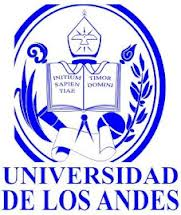 INITIUM TIMOR
SAPIEN DOMINI
TIAE
UNIVERSIDAD
DE LOS ANDES